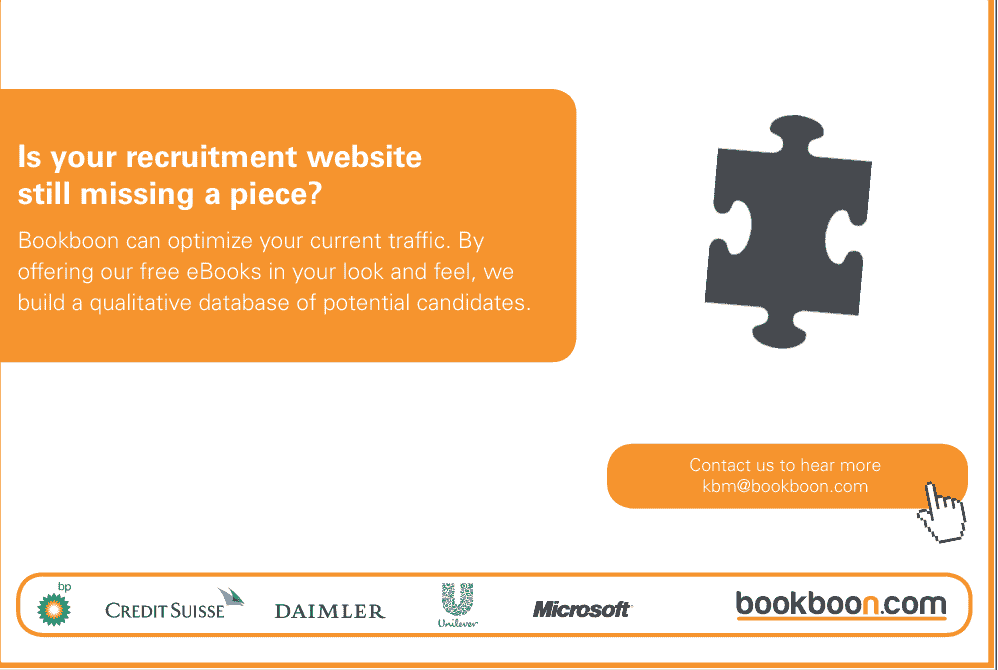 Is your recruitment website
still missing a piece?
Bookboon can optimize your current traffic. By
offering our free eBooks in your look and feel, we
build a qualitative database of potential candidates.
Contact us to hear more
kbm@bookboon.com
bp
CREDIT SUISSE
DAIMLER
Unilever
Microsoft
bookboon.com